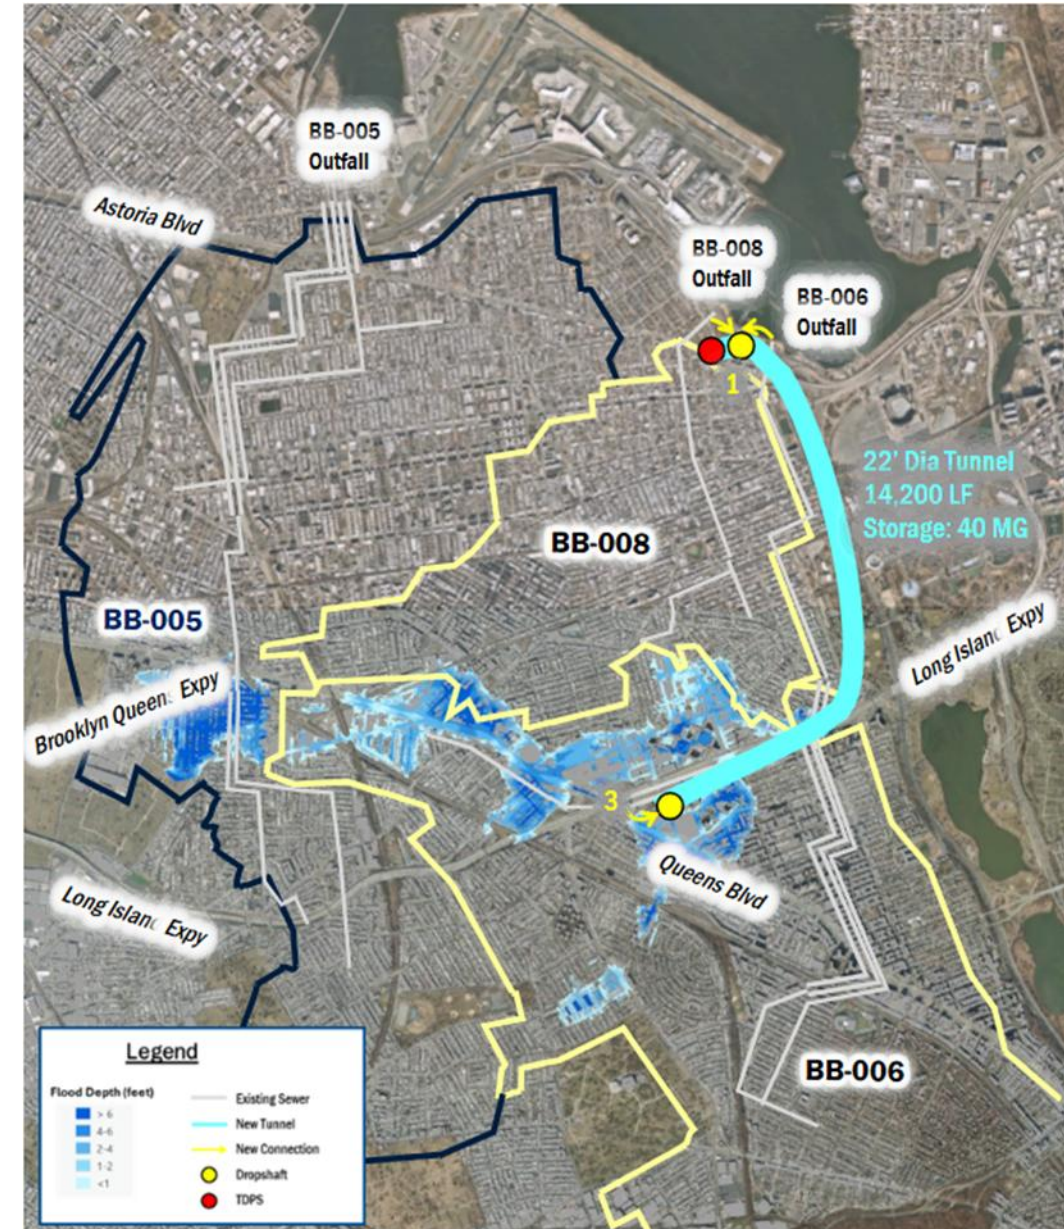 BB-005
Outfall
Astoria Blvd
BB-008
Outfall
BB-006
Outfall
1
22' Dia Tunnel
14,200 LF
Storage: 40 MG
BB-008
BB-005
Long Island Expy
Brooklyn Queens Expy
3
Queens Blvd
Long Island Expy
BB-006
Legend
Flood Depth (feet)
> 6
4-6
2-4
1-2
<1
Existing Sewer
New Tunnel
New Connection
Dropshaft
TDPS